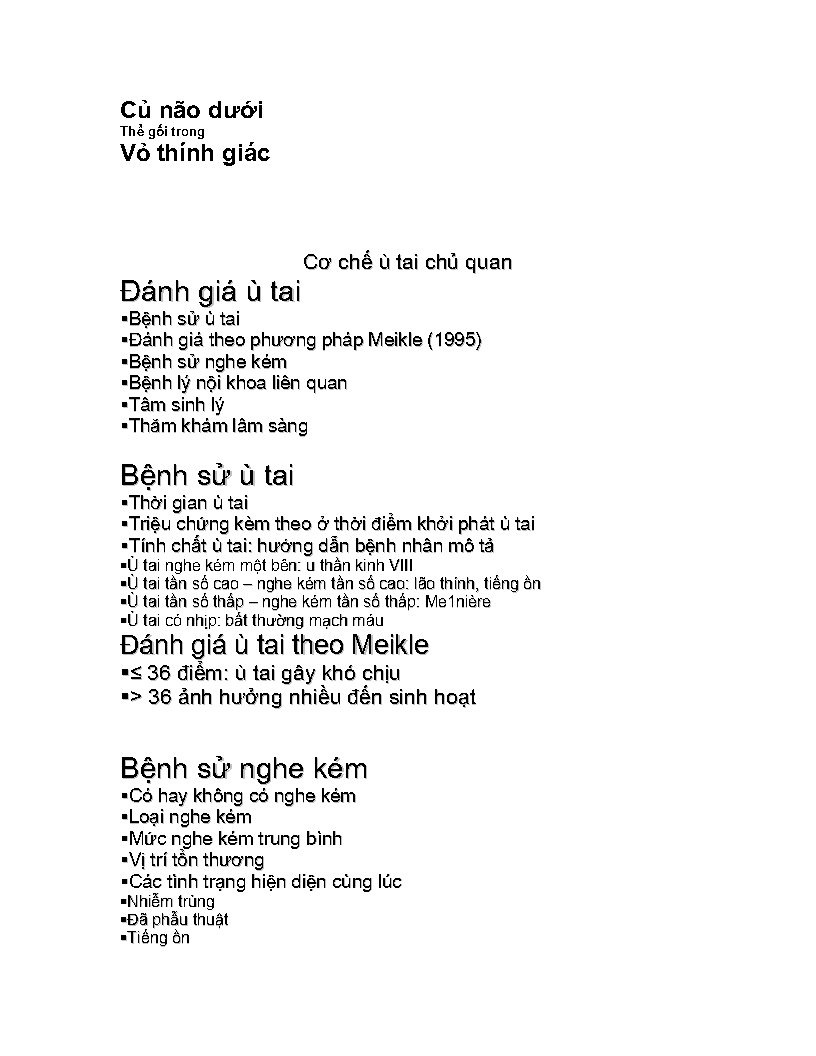 Củ não dưới
Thể gối trong
Vỏ thính giác
Cơ chế ù tai chủ quan
Đánh giá ù tai
▪Bệnh sử ù tai
▪Đánh giá theo phương pháp Meikle (1995)
▪Bệnh sử nghe kém
▪Bệnh lý nội khoa liên quan
▪Tâm sinh lý
▪Thăm khám lâm sàng
Bệnh sử ù tai
▪Thời gian ù tai
▪Triệu chứng kèm theo ở thời điểm khởi phát ù tai
▪Tính chất ù tai: hướng dẫn bệnh nhân mô tả
▪Ù tai nghe kém một bên: u thần kinh VIII
▪Ù tai tần số cao – nghe kém tần số cao: lão thính, tiếng ồn
▪Ù tai tần số thấp – nghe kém tần số thấp: Me1nière
▪Ù tai có nhịp: bất thường mạch máu
Đánh giá ù tai theo Meikle
▪≤ 36 điểm: ù tai gây khó chịu
▪> 36 ảnh hưởng nhiều đến sinh hoạt
Bệnh sử nghe kém
▪Có hay không có nghe kém
▪Loại nghe kém
▪Mức nghe kém trung bình
▪Vị trí tổn thương
▪Các tình trạng hiện diện cùng lúc
▪Nhiễm trùng
▪Đã phẫu thuật
▪Tiếng ồn